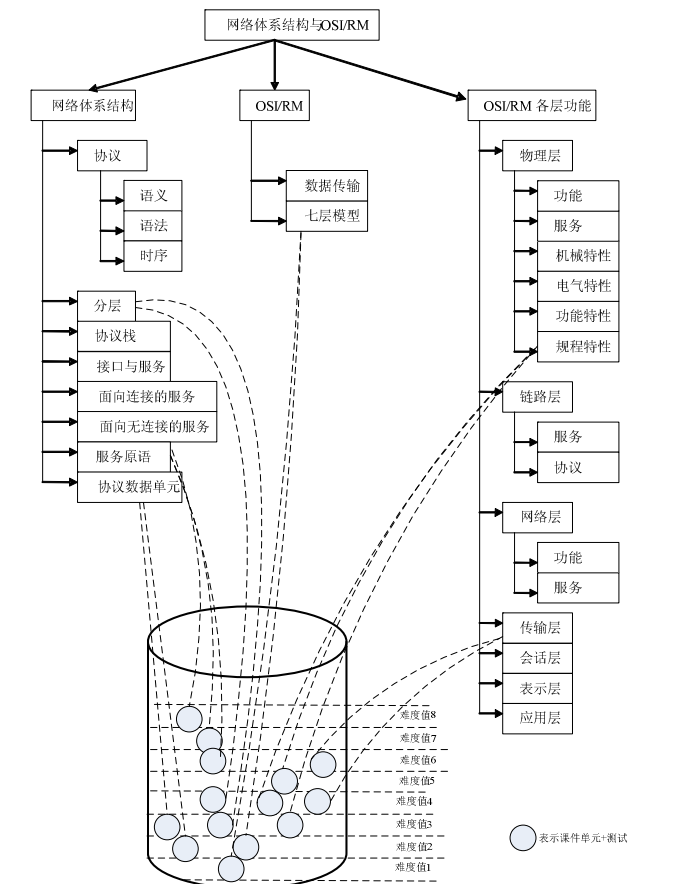 网络体系结构与OSI/RM
网络体系结构
OSI/RM
OSI/RM 各层功能
协议
语义
语法
时序
分层
协议栈
接口与服务
面向连接的服务
面向无连接的服务
服务原语
协议数据单元
数据传输
七层模型
物理层
功能
服务
机械特性
电气特性
功能特性
规程特性
链路层
服务
协议
网络层
功能
服务
传输层
会话层
表示层
应用层
难度值8
难度值7
难度值6
难度值5
难度值4
难度值3
难度值2
难度值1
表示课件单元+测试